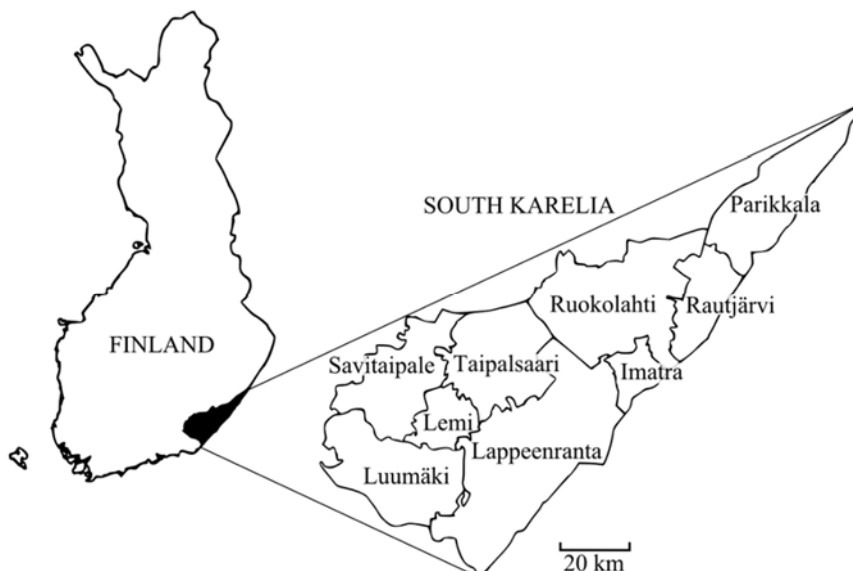 SOUTH KARELIA
Parikkala
Ruokolahti
Rautjärvi
FINLAND
Savitaipale
Taipalsaari
Imatra
Lemi
Lappeenranta
Luumäki
20 km